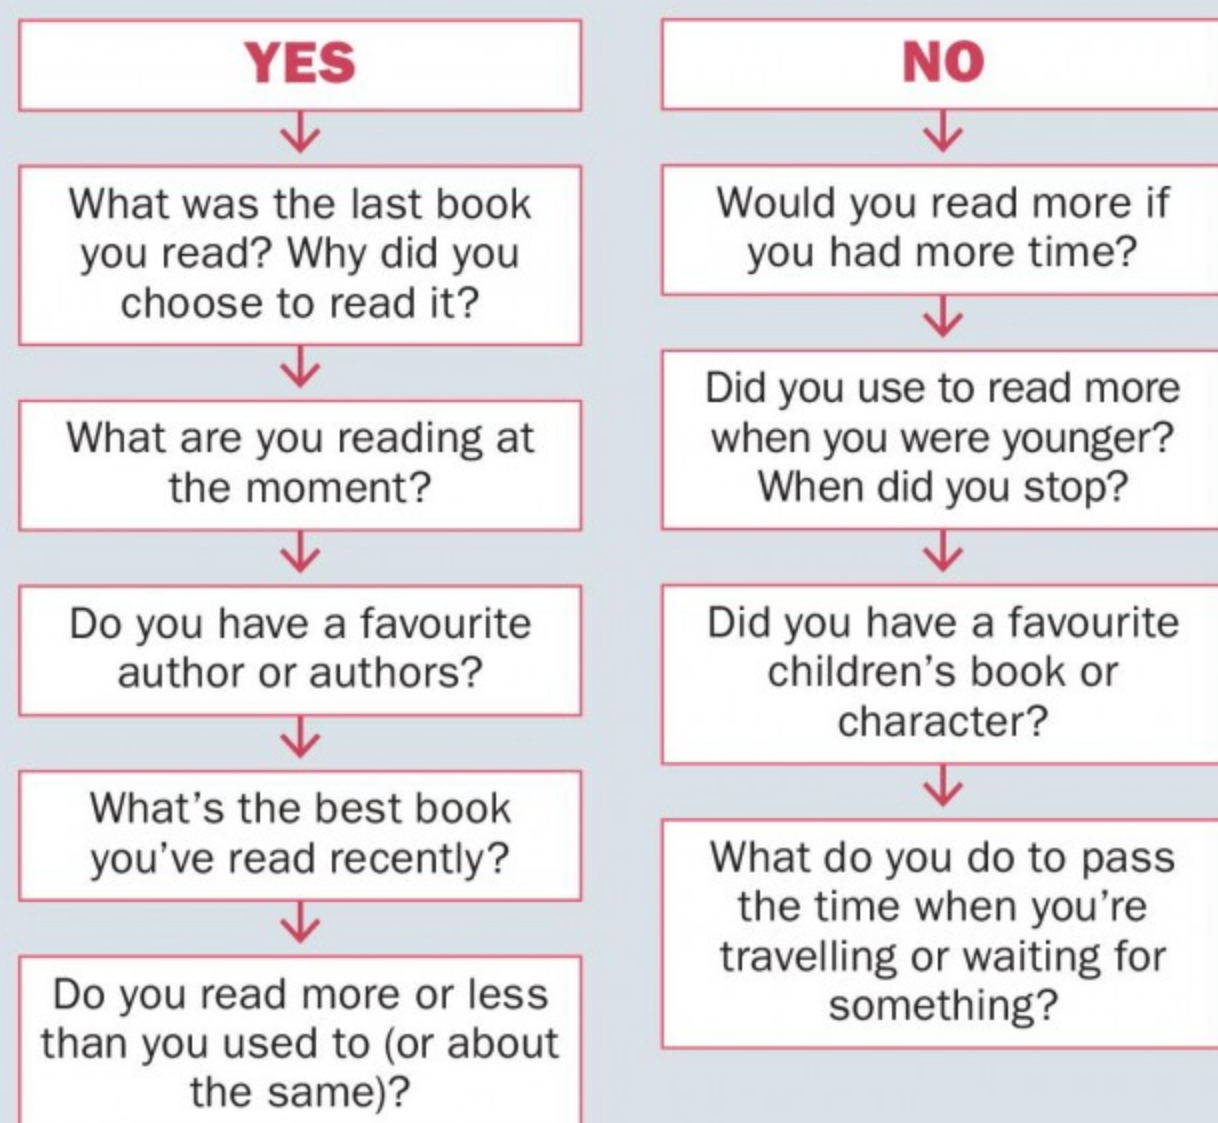 YES
What was the last book
you read? Why did you
choose to read it?
What are you reading at
the moment?
Do you have a favourite
author or authors?
What's the best book
you've read recently?
Do you read more or less
than you used to (or about
the same)?
NO
Would you read more if
you had more time?
Did you use to read more
when you were younger?
When did you stop?
Did you have a favourite
children's book or
character?
What do you do to pass
the time when you're
travelling or waiting for
something?